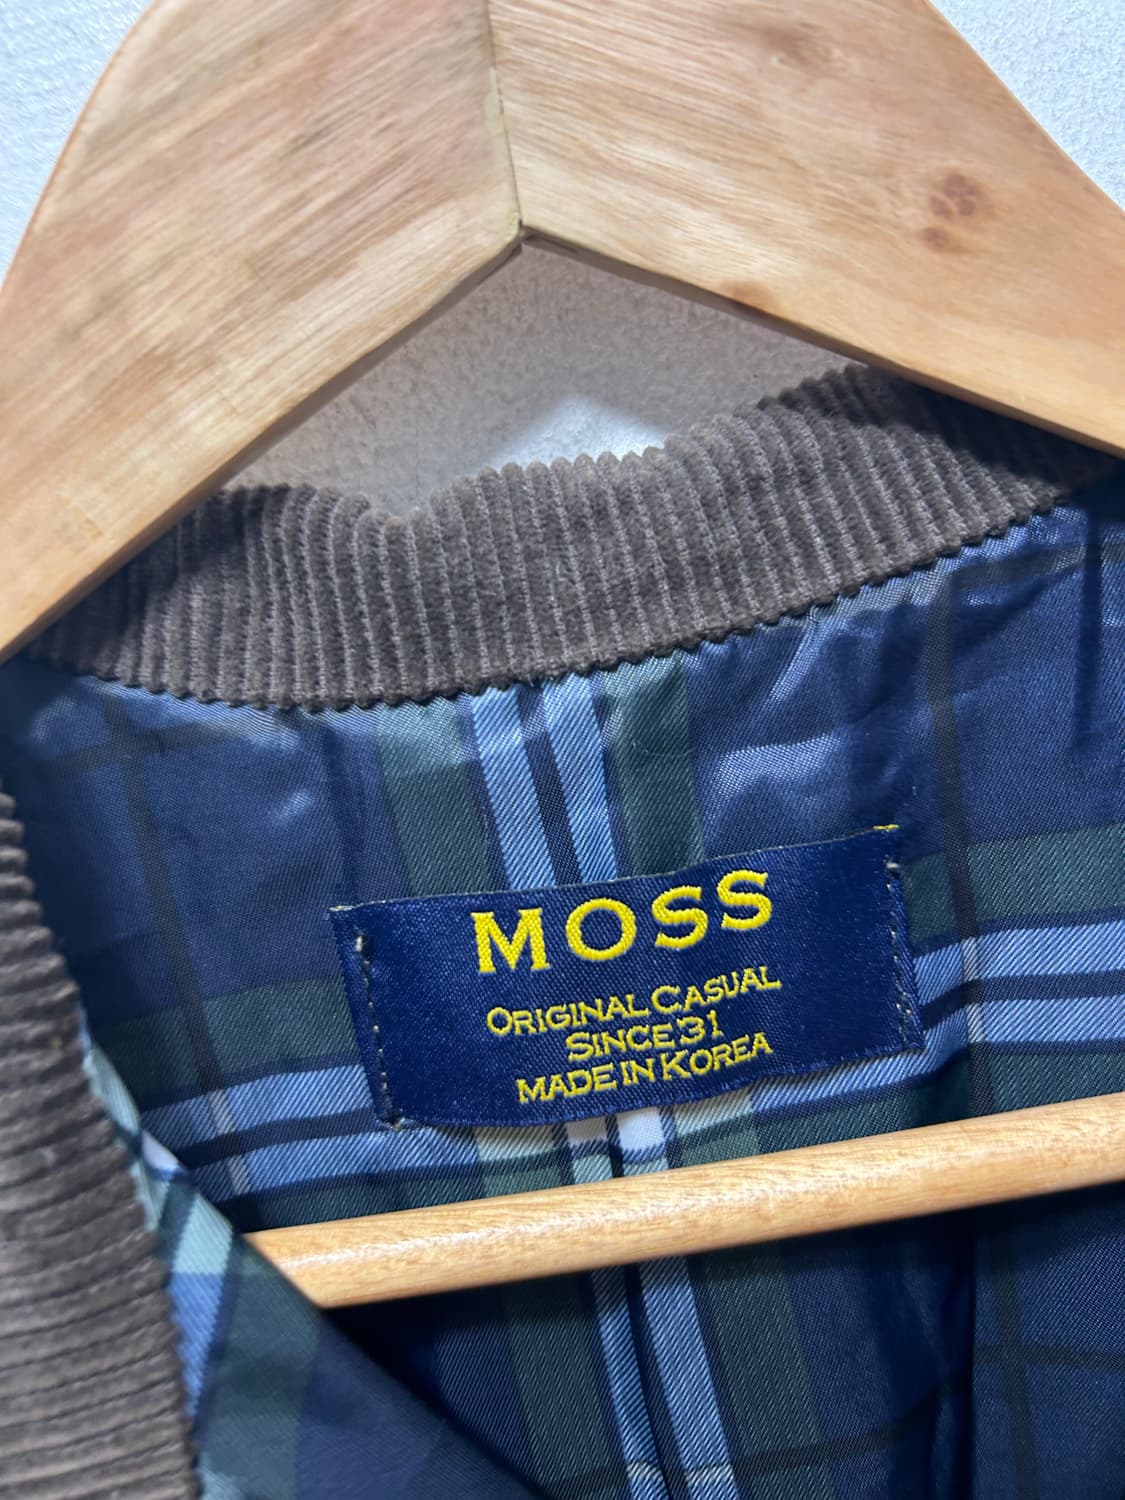 MOSS
ORIGINAL CASUAL
SINCE 31
MADE IN KOREA